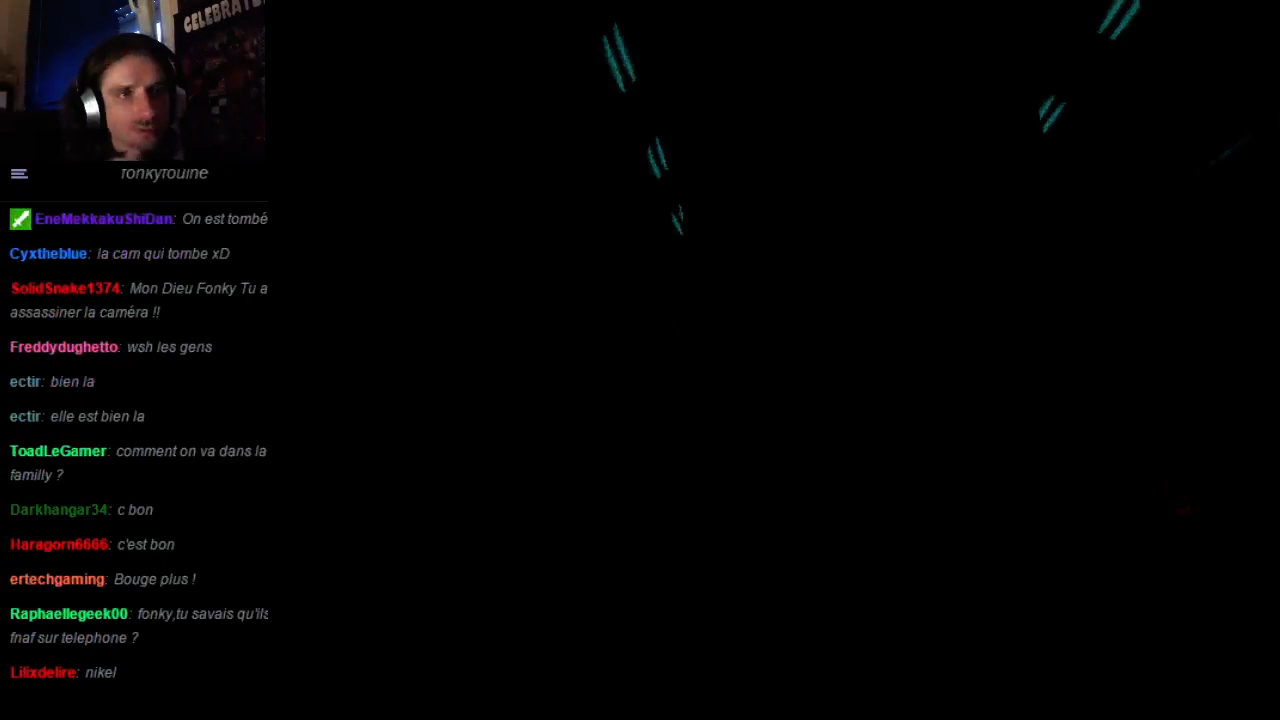 CELEBRATE
fonkyfouine
EneMekkakuShiDan: On est tombé
Cyxtheblue: la cam qui tombe xD
SolidSnake1374: Mon Dieu Fonky Tu a
assassiner la caméra !!
Freddydughetto: wsh les gens
ectir: bien la
ectir: elle est bien la
ToadLeGamer: comment on va dans la
familly ?
Darkhangar34: c bon
Haragorn6666: c'est bon
ertechgaming: Bouge plus !
Raphaellegeek00: fonky,tu savais qu'ils
fnaf sur telephone ?
Lilixdelire: nikel